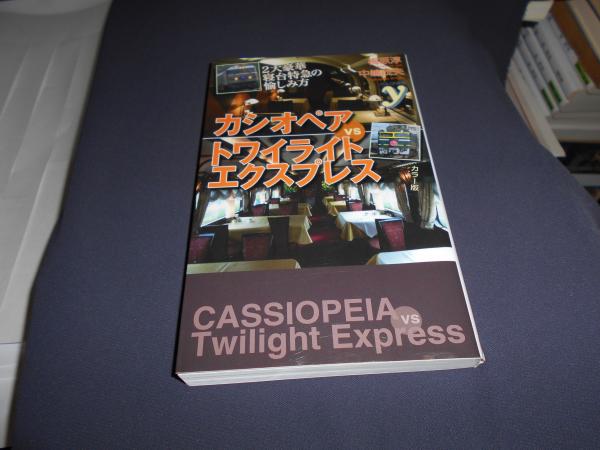 2大豪華
寝台特急の
愉しみ方
y
カシオペア
vs
トワイライト
エクスプレス
カラー版
CASSIOPEIA
vs
Twilight Express